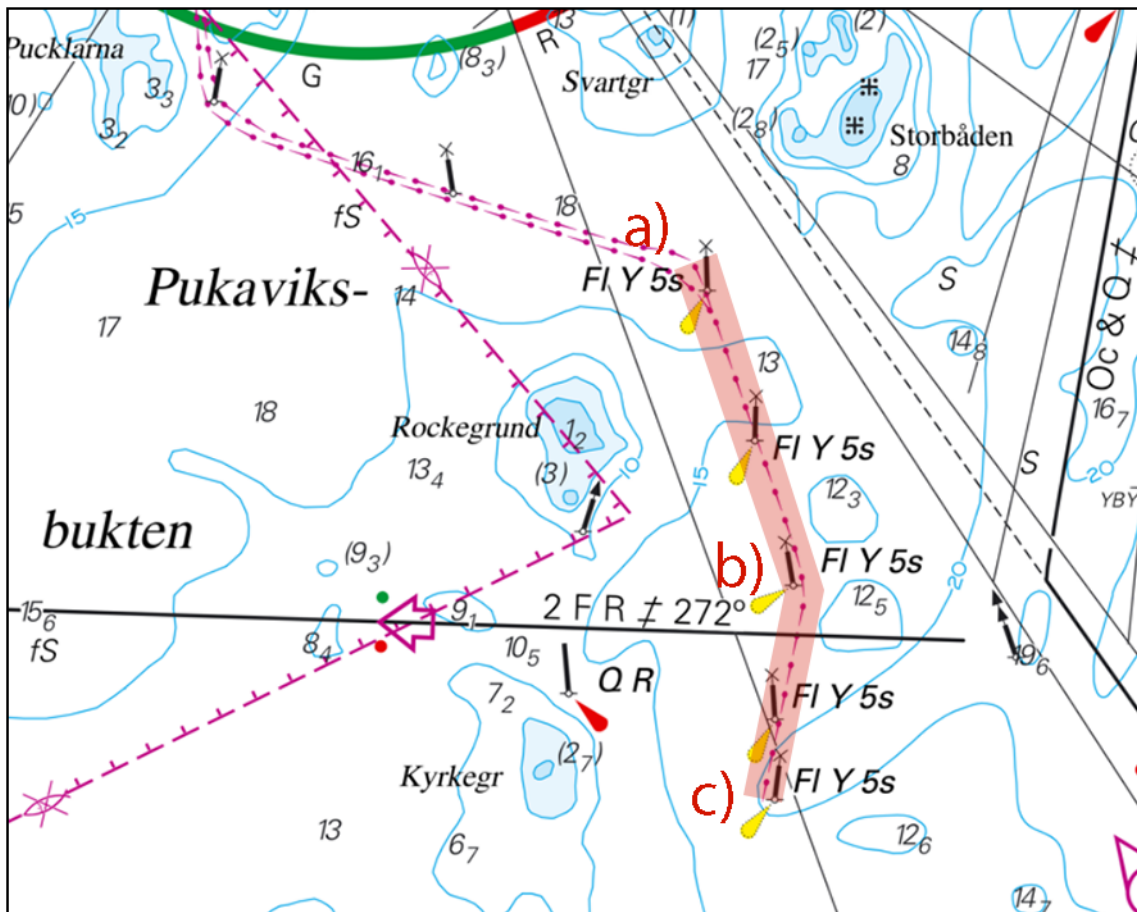 13
R
(1)
(2)
Pucklarna
(8₃)
G
(2₅)
17
Svartgr
3₃
10)
3₂
(2₈)
Storbåden
8
16₁
18
5
15
fS
a)
Fl Y 5s
S
Pukaviks-
14
17
14₈
Oc & Q ‡
13
18
1₂
Rockegrund
16₇
Fl Y 5s
13₄
(3)
10
15
S
20
12₃
YBY
bukten
(9₃)
b)
Fl Y 5s
20
12₅
15₆
9₁
2 F R ‡ 272°
fS
8₄
10₅
19₆
7₂
Q R
Fl Y 5s
(2₇)
Kyrkegr
c)
Fl Y 5s
13
6₇
12₆
14₇